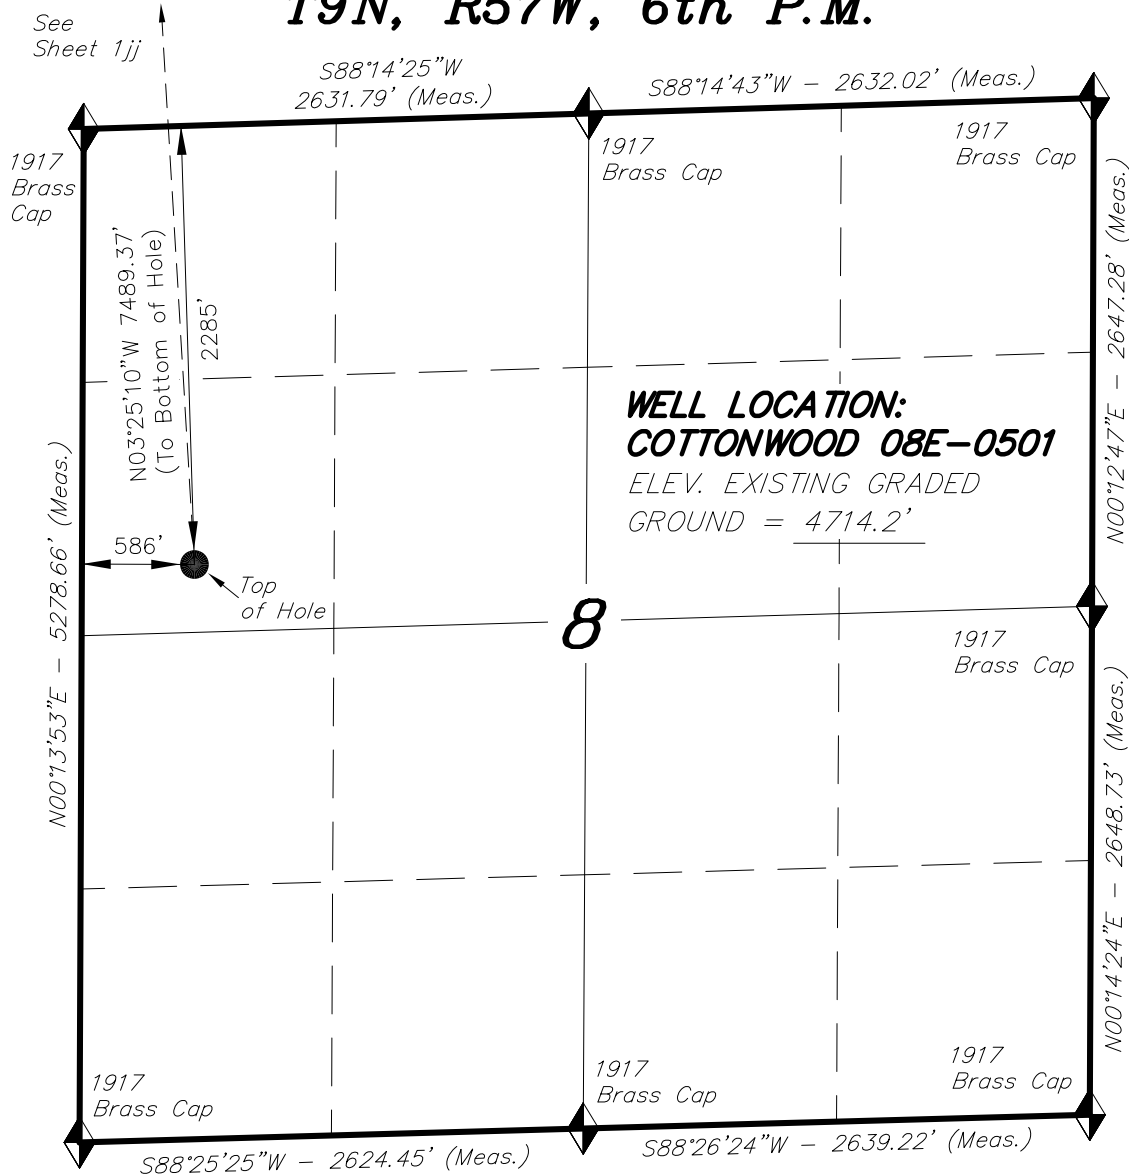 T9N, R57W, 6th P.M.
See
Sheet 1jj
S88°14'25"W
2631.79' (Meas.)
S88°14'43"W - 2632.02' (Meas.)
1917
Brass
Cap
1917
Brass Cap
1917
Brass Cap
N03°25'10"W 7489.37'
(To Bottom of Hole)
2285'
N00°12'47"E - 2647.28' (Meas.)
WELL LOCATION:
COTTONWOOD 08E-0501
ELEV. EXISTING GRADED
GROUND = 4714.2'
586'
Top
of Hole
8
N00°13'53"E - 5278.66' (Meas.)
1917
Brass Cap
N00°14'24"E - 2648.73' (Meas.)
1917
Brass Cap
1917
Brass Cap
1917
Brass Cap
S88°25'25"W - 2624.45' (Meas.)
S88°26'24"W - 2639.22' (Meas.)